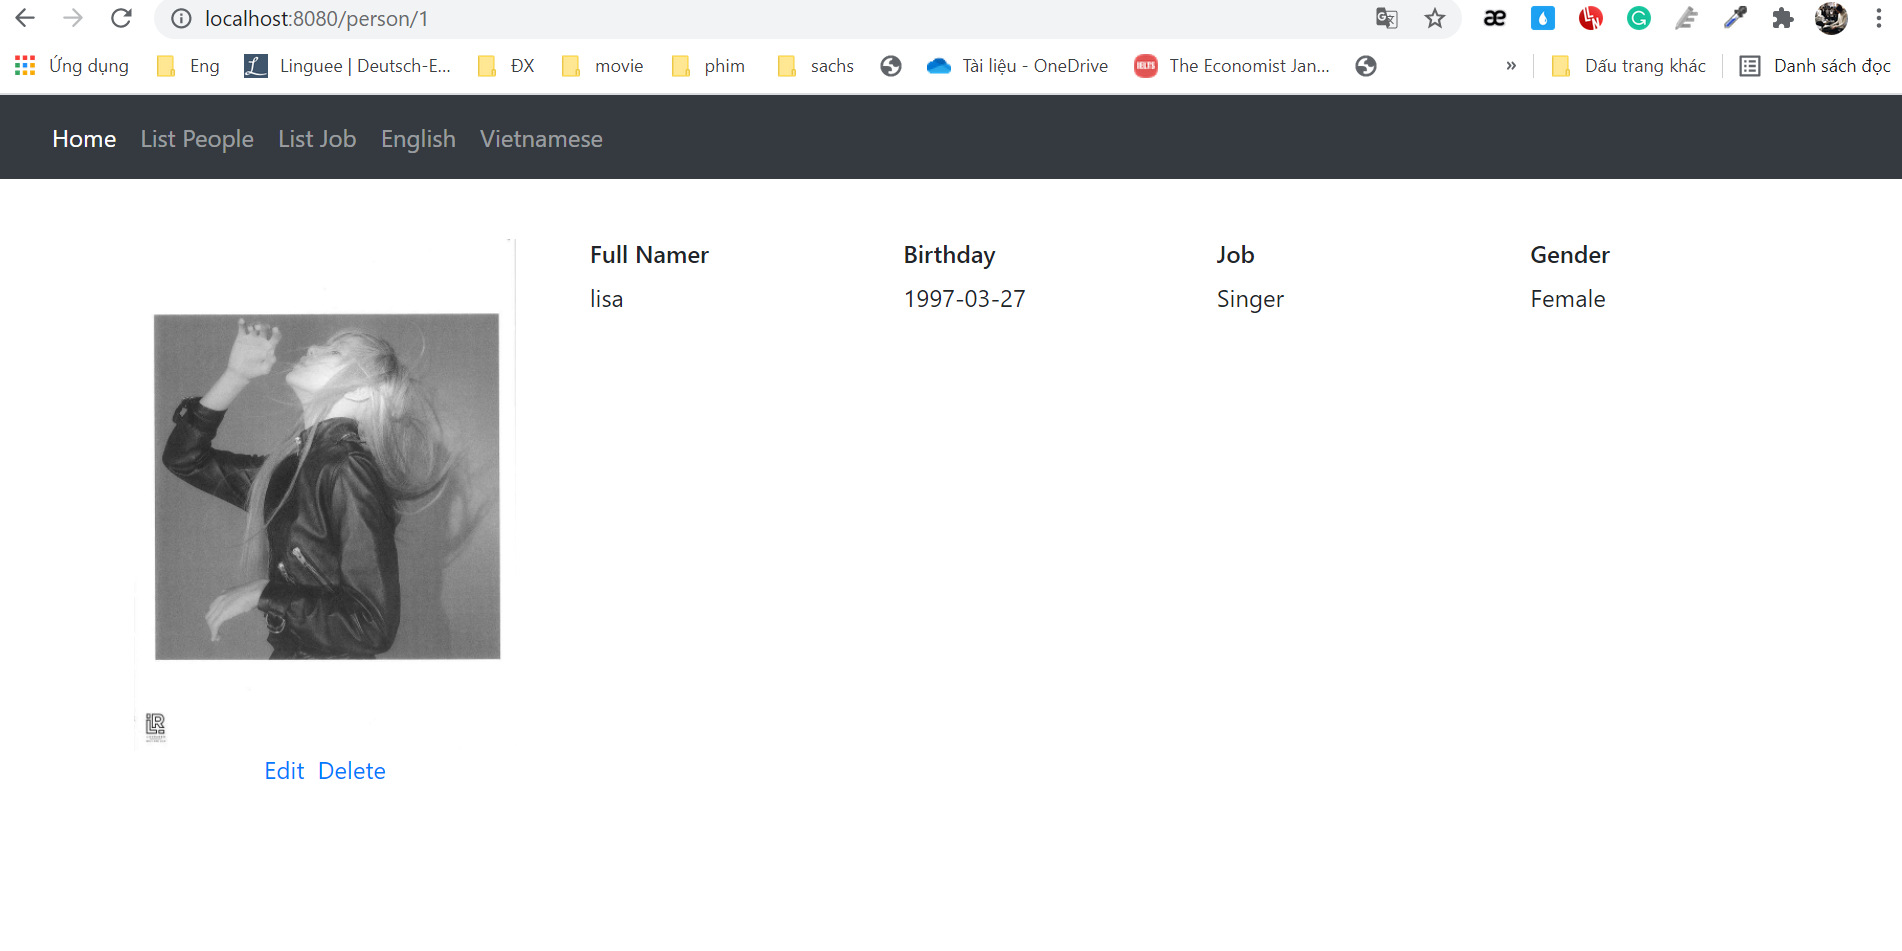 localhost:8080/person/1
Ứng dụng Eng Linguee | Deutsch-E... ĐX movie phim sachs Tài liệu - OneDrive IELTS The Economist Jan... » Dấu trang khác Danh sách đọc
Home List People List Job English Vietnamese
Full Namer Birthday Job Gender
lisa 1997-03-27 Singer Female
Edit Delete